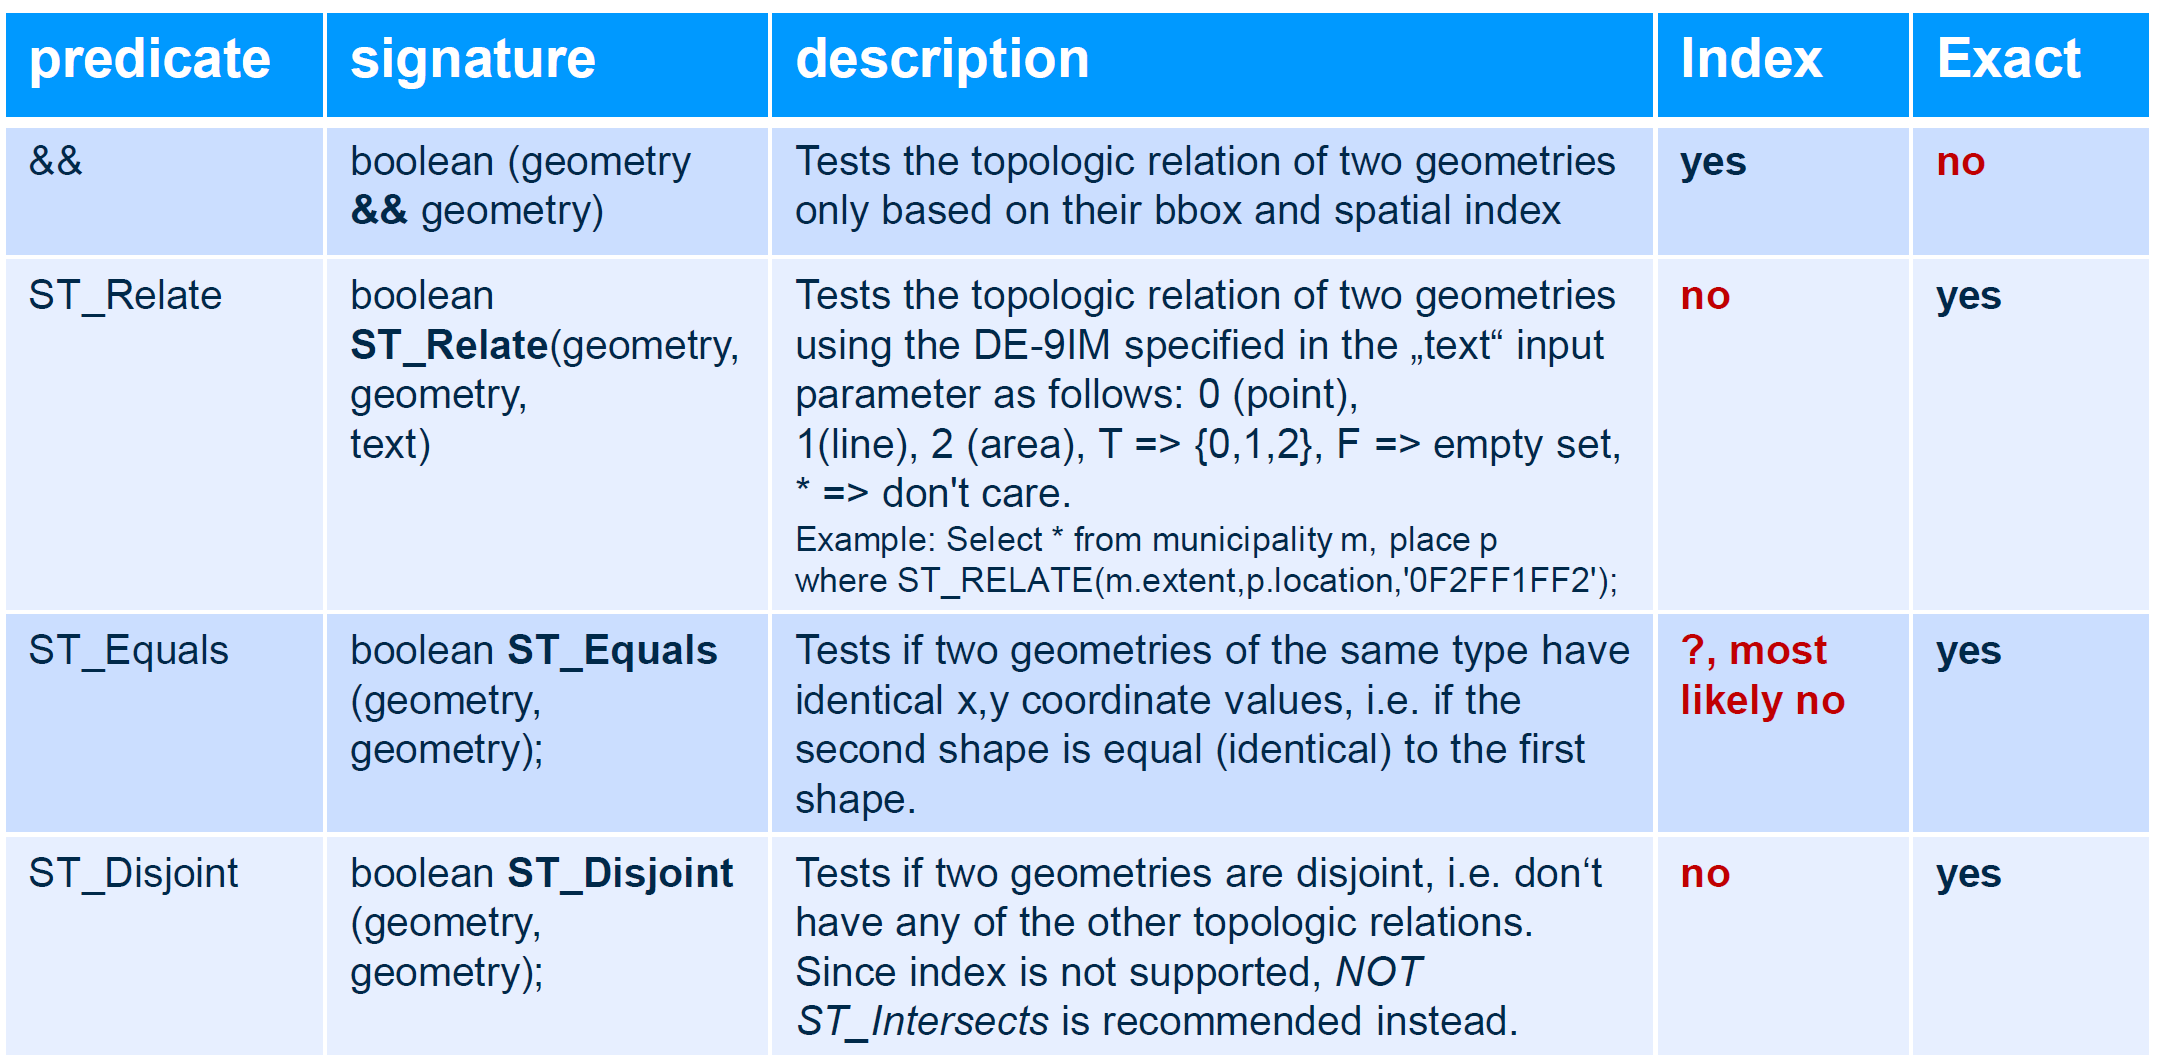 predicate
signature
description
Index
Exact
&&
boolean (geometry
&& geometry)
Tests the topologic relation of two geometries
only based on their bbox and spatial index
yes
no
ST_Relate
boolean
ST_Relate(geometry,
geometry,
text)
Tests the topologic relation of two geometries
using the DE-9IM specified in the „text“ input
parameter as follows: 0 (point),
1(line), 2 (area), T => {0,1,2}, F => empty set,
* => don't care.
Example: Select * from municipality m, place p
where ST_RELATE(m.extent,p.location,'0F2FF1FF2');
no
yes
ST_Equals
boolean ST_Equals
(geometry,
geometry);
Tests if two geometries of the same type have
identical x,y coordinate values, i.e. if the
second shape is equal (identical) to the first
shape.
?, most
likely no
yes
ST_Disjoint
boolean ST_Disjoint
(geometry,
geometry);
Tests if two geometries are disjoint, i.e. don‘t
have any of the other topologic relations.
Since index is not supported, NOT
ST_Intersects is recommended instead.
no
yes